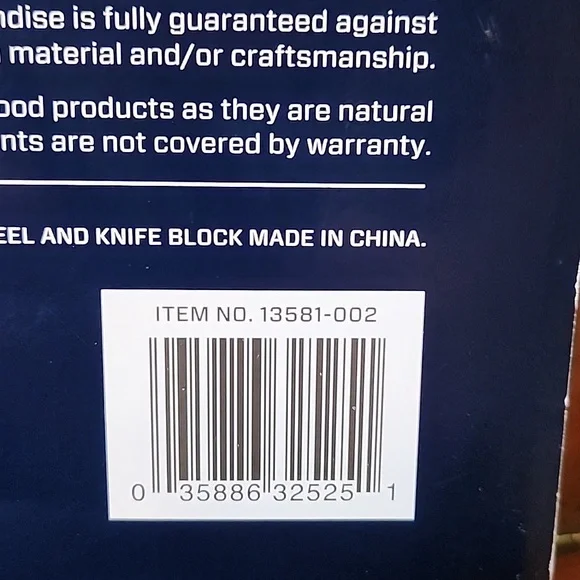 ndise is fully guaranteed against
material and/or craftsmanship.
ood products as they are natural
nts are not covered by warranty.
EEL AND KNIFE BLOCK MADE IN CHINA.
ITEM NO. 13581-002
0 35886 32525 1